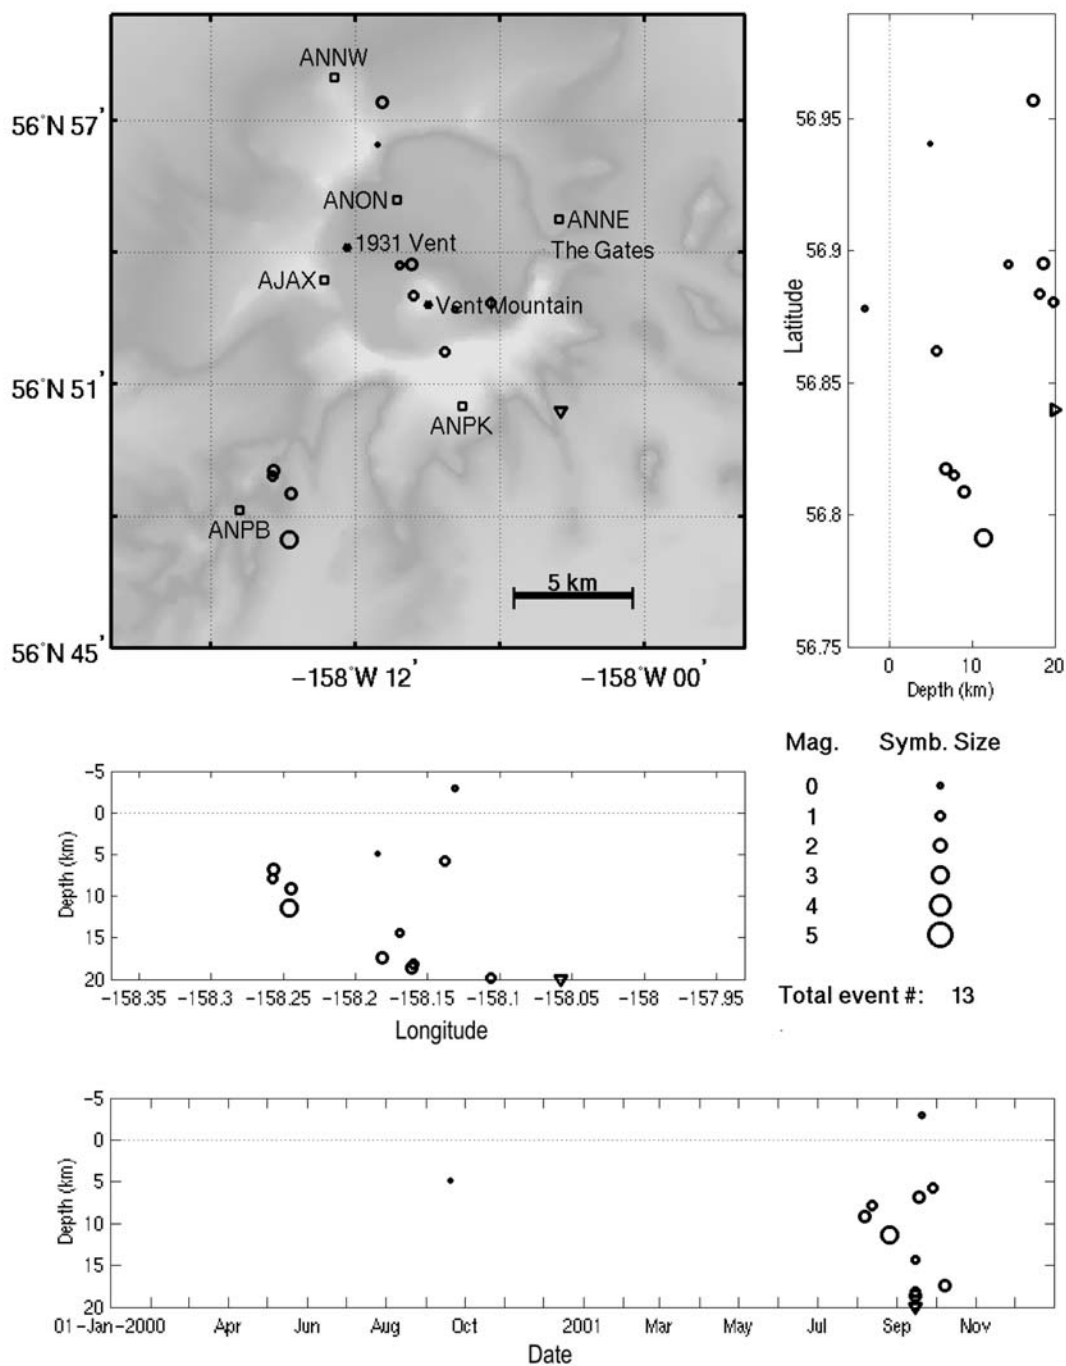 ANNW
56°N 57'
ANON
ANNE
1931 Vent
The Gates
AJAX
Vent Mountain
56°N 51'
ANPK
ANPB
5 km
56°N 45'
−158°W 12'
−158°W 00'
56.95
56.9
56.85
56.8
56.75
Latitude
0 10 20
Depth (km)
Mag. Symb. Size
0
1
2
3
4
5
Total event #: 13
−5
0
5
10
15
20
Depth (km)
−158.35 −158.3 −158.25 −158.2 −158.15 −158.1 −158.05 −158 −157.95
Longitude
−5
0
5
10
15
20
Depth (km)
01−Jan−2000 Apr Jun Aug Oct 2001 Mar May Jul Sep Nov
Date